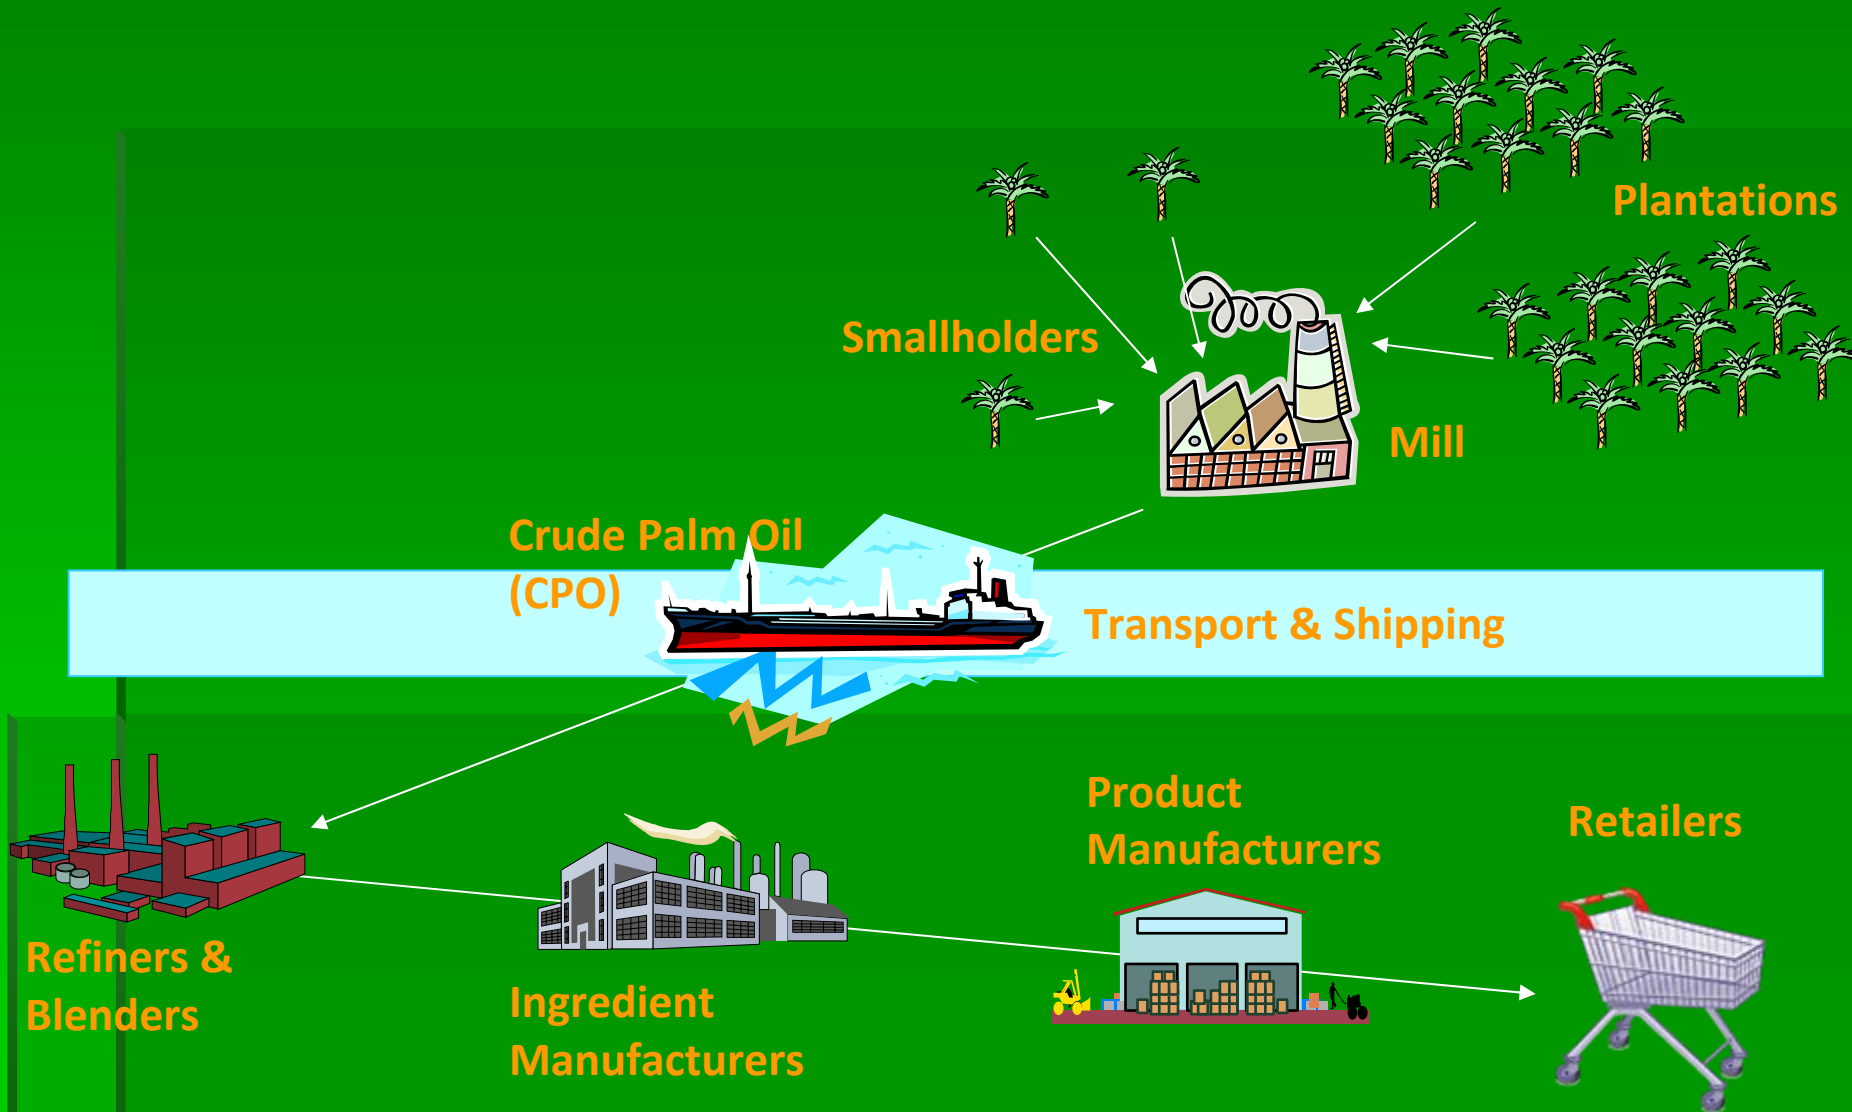 Plantations
Smallholders
Mill
Crude Palm Oil
(CPO)
Transport & Shipping
Product
Manufacturers
Retailers
Refiners &
Blenders
Ingredient
Manufacturers